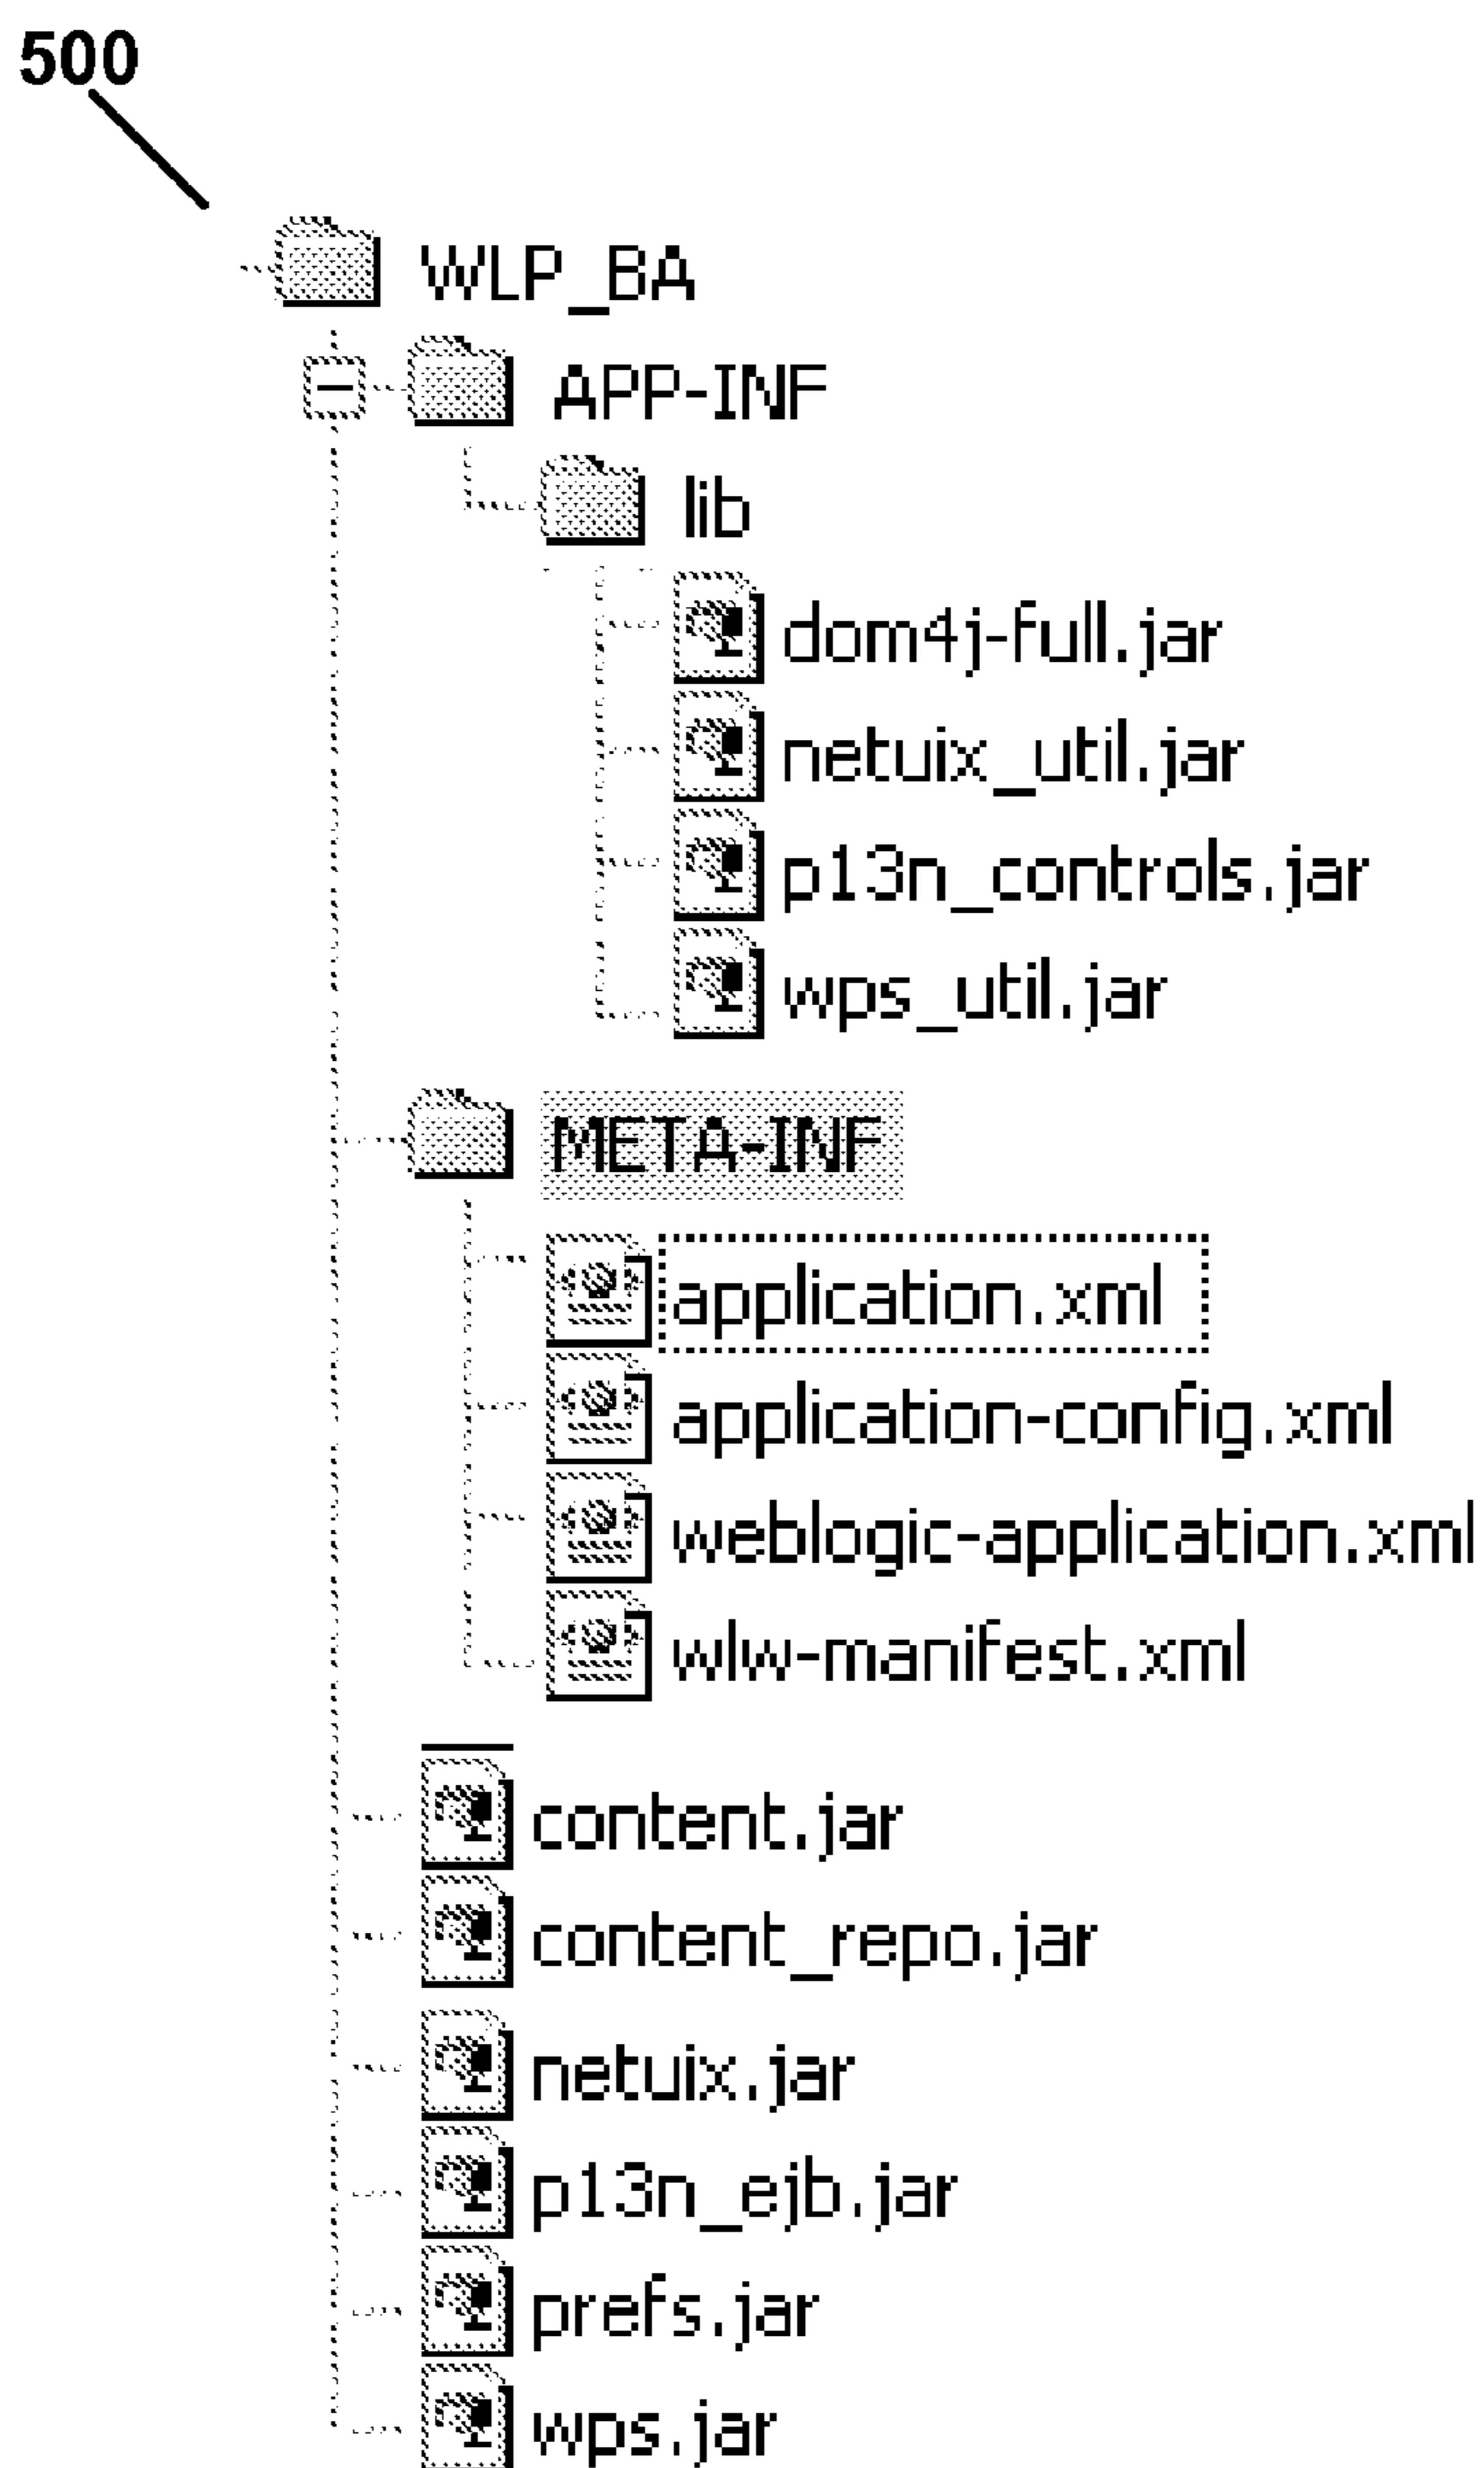 500
WLP_BA
APP-INF
lib
dom4j-full.jar
netuix_util.jar
p13n_controls.jar
wps_util.jar
META-INF
application.xml
application-config.xml
weblogic-application.xml
wlw-manifest.xml
content.jar
content_repo.jar
netuix.jar
p13n_ejb.jar
prefs.jar
wps.jar